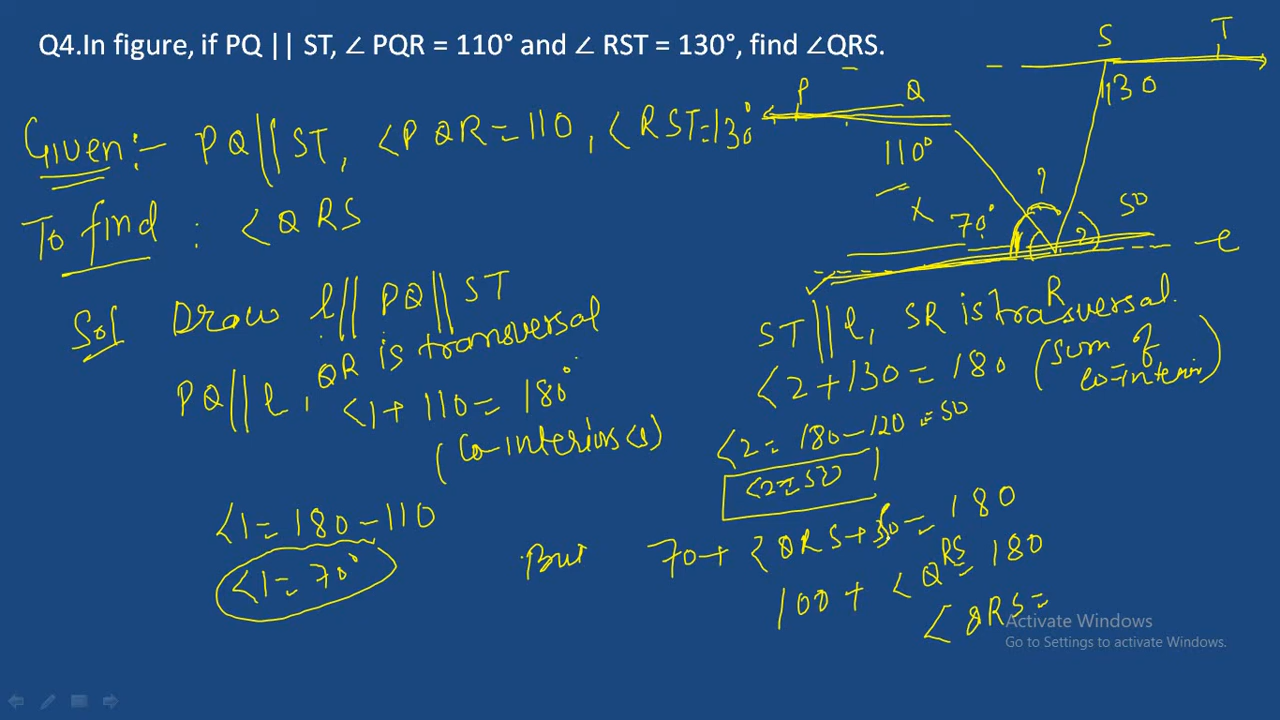 Q4.In figure, if PQ || ST, ∠ PQR = 110° and ∠ RST = 130°, find ∠QRS.
S T
130
P Q
110°
?
x 70° 2 50
l
R
Given:- PQ||ST, <PQR=110, <RST=130°
To find : <QRS
Sol Draw l||PQ||ST
PQ||l, QR is transversal
<1+ 110= 180°
(Co-interiors <s)
<1= 180-110
<1= 70°
ST||l, SR is transversal.
<2+130=180 (Sum of
co-interior)
<2= 180-120=50
<2=50
But 70+ <QRS+30=180
100+ <QRS=180
<QRS=
Activate Windows
Go to Settings to activate Windows.